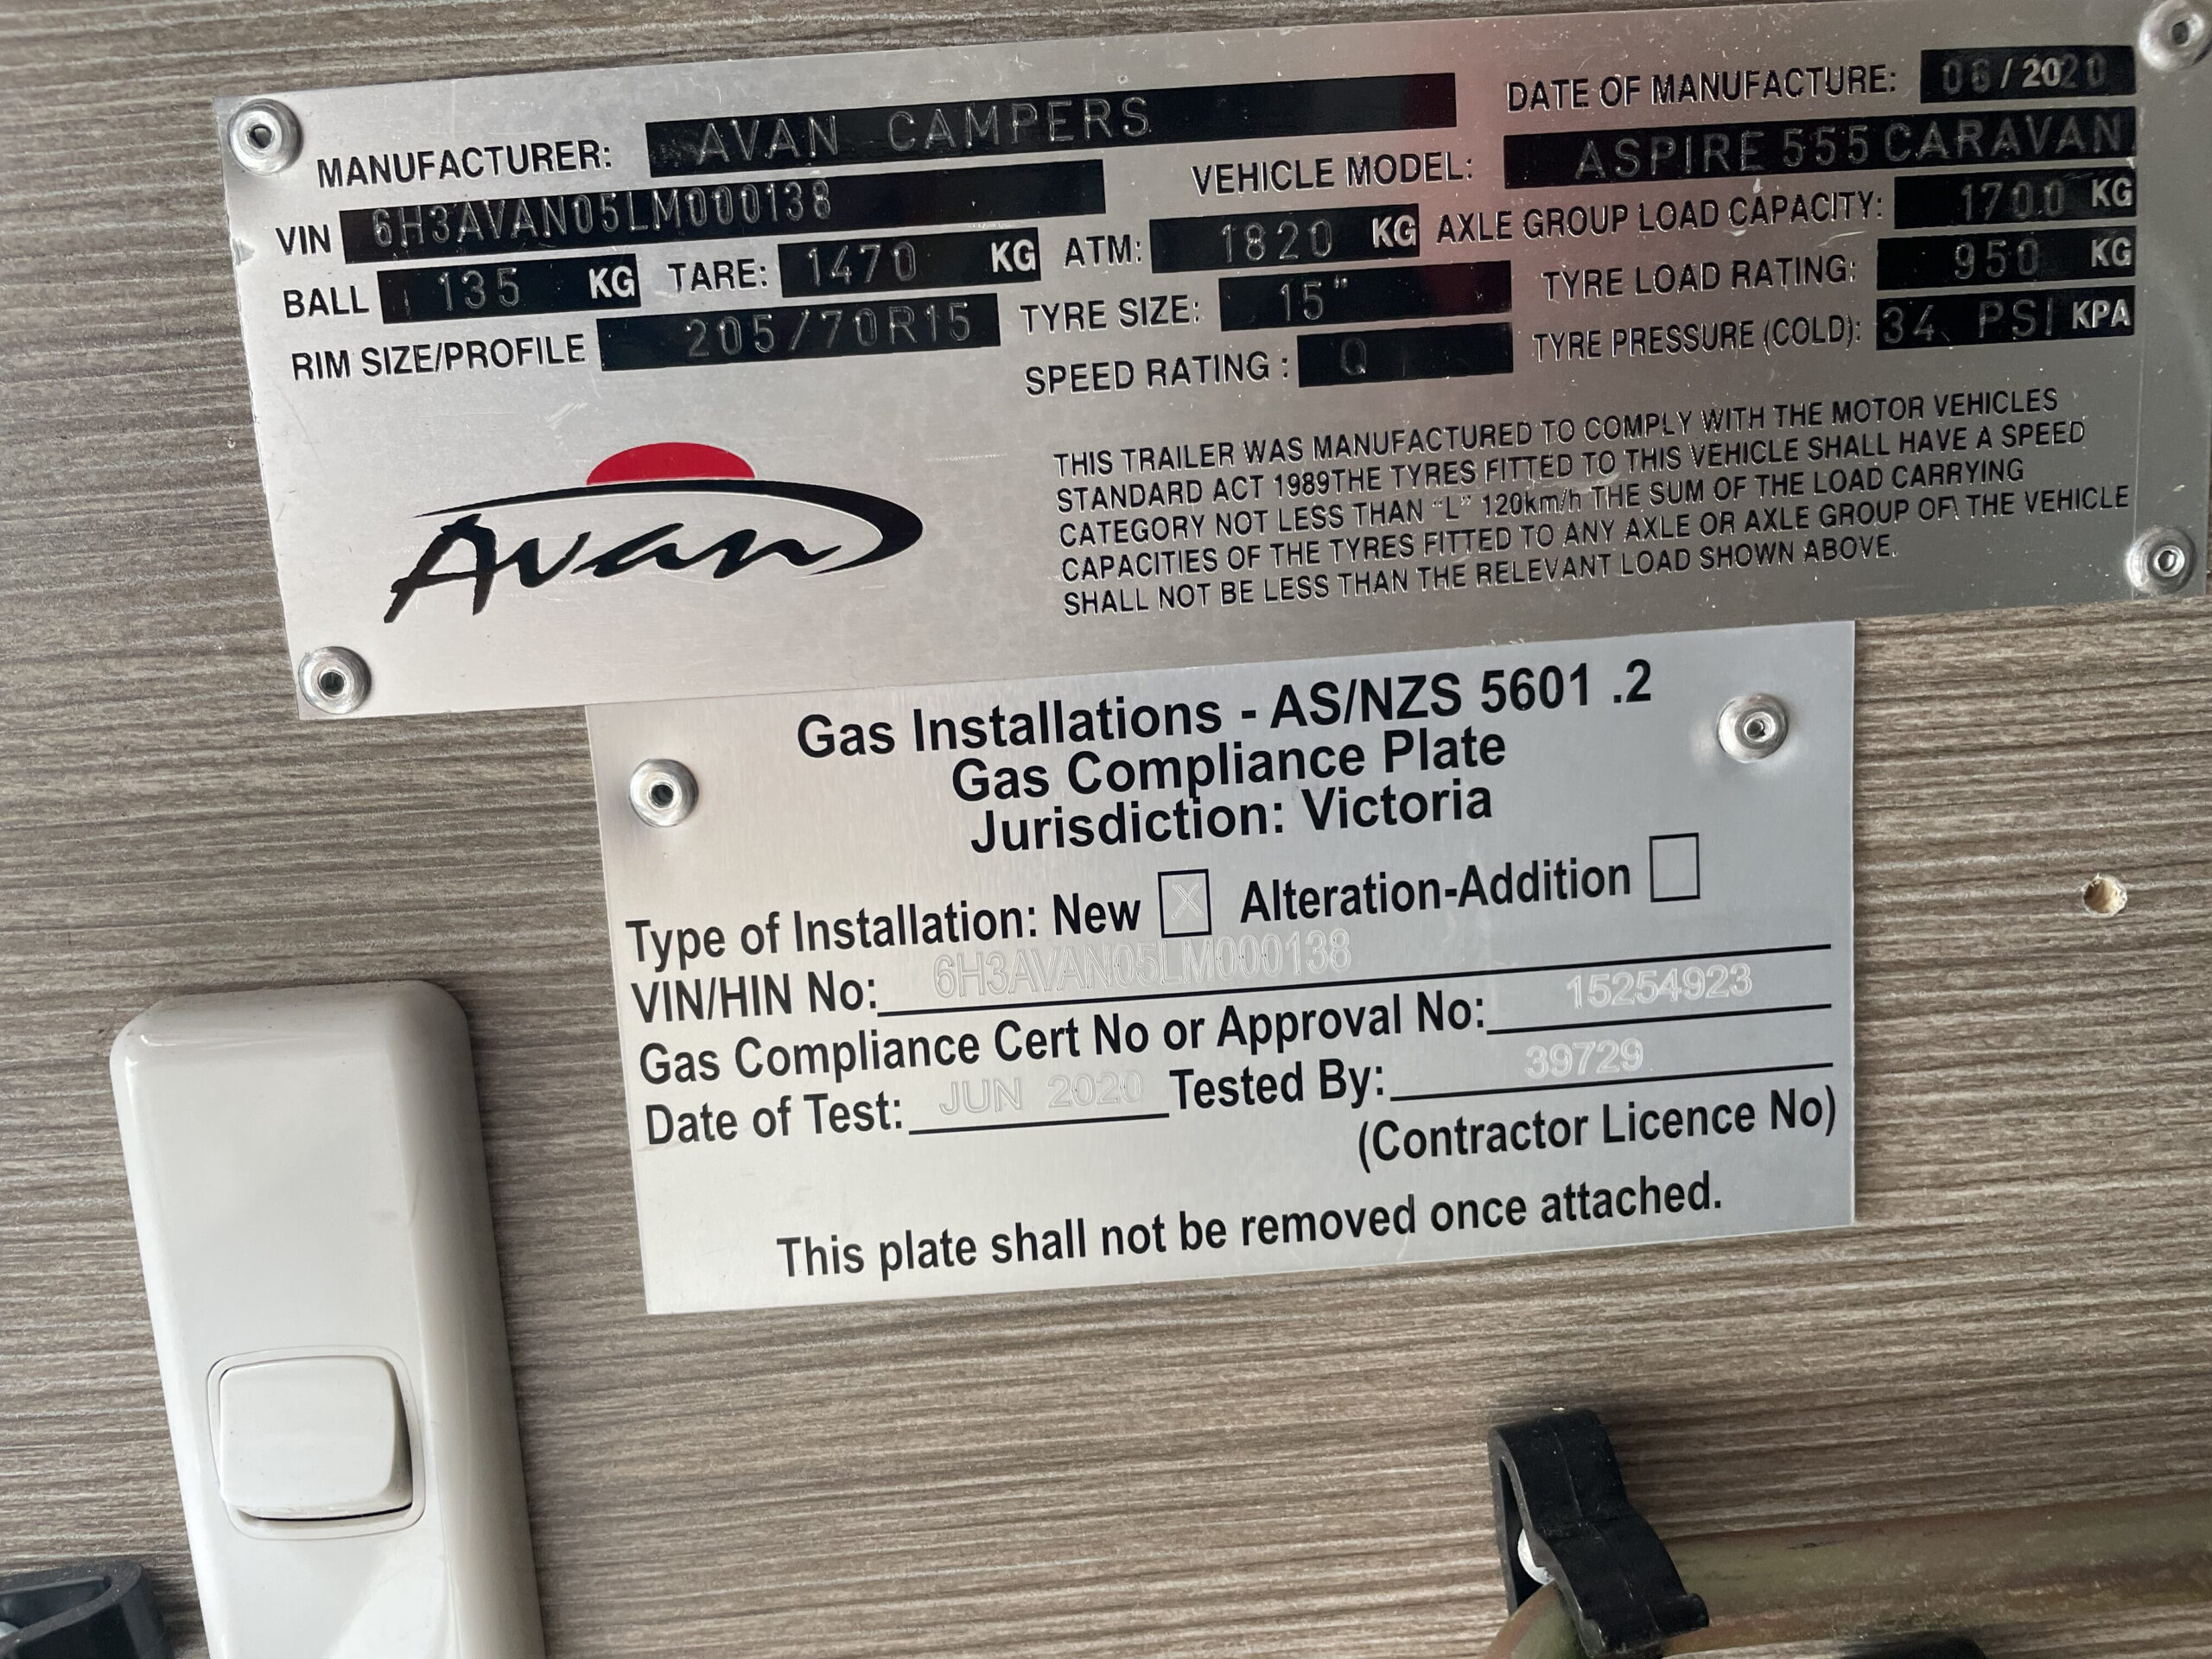 MANUFACTURER: AVAN CAMPERS DATE OF MANUFACTURE: 06/2020
VIN 6H3AVAN05LM000138 VEHICLE MODEL: ASPIRE 555 CARAVAN
BALL 135 KG TARE: 1470 KG ATM: 1820 KG AXLE GROUP LOAD CAPACITY: 1700 KG
RIM SIZE/PROFILE 205/70R15 TYRE SIZE: 15" TYRE LOAD RATING: 950 KG
SPEED RATING : Q TYRE PRESSURE (COLD): 34 PSI KPA
Avan
THIS TRAILER WAS MANUFACTURED TO COMPLY WITH THE MOTOR VEHICLES
STANDARD ACT 1989THE TYRES FITTED TO THIS VEHICLE SHALL HAVE A SPEED
CATEGORY NOT LESS THAN "L" 120km/h THE SUM OF THE LOAD CARRYING
CAPACITIES OF THE TYRES FITTED TO ANY AXLE OR AXLE GROUP OF\ THE VEHICLE
SHALL NOT BE LESS THAN THE RELEVANT LOAD SHOWN ABOVE.
Gas Installations - AS/NZS 5601 .2
Gas Compliance Plate
Jurisdiction: Victoria
Type of Installation: New X Alteration-Addition
VIN/HIN No: 6H3AVAN05LM000138
Gas Compliance Cert No or Approval No: 15254923
Date of Test: JUN 2020 Tested By: 39729
(Contractor Licence No)
This plate shall not be removed once attached.